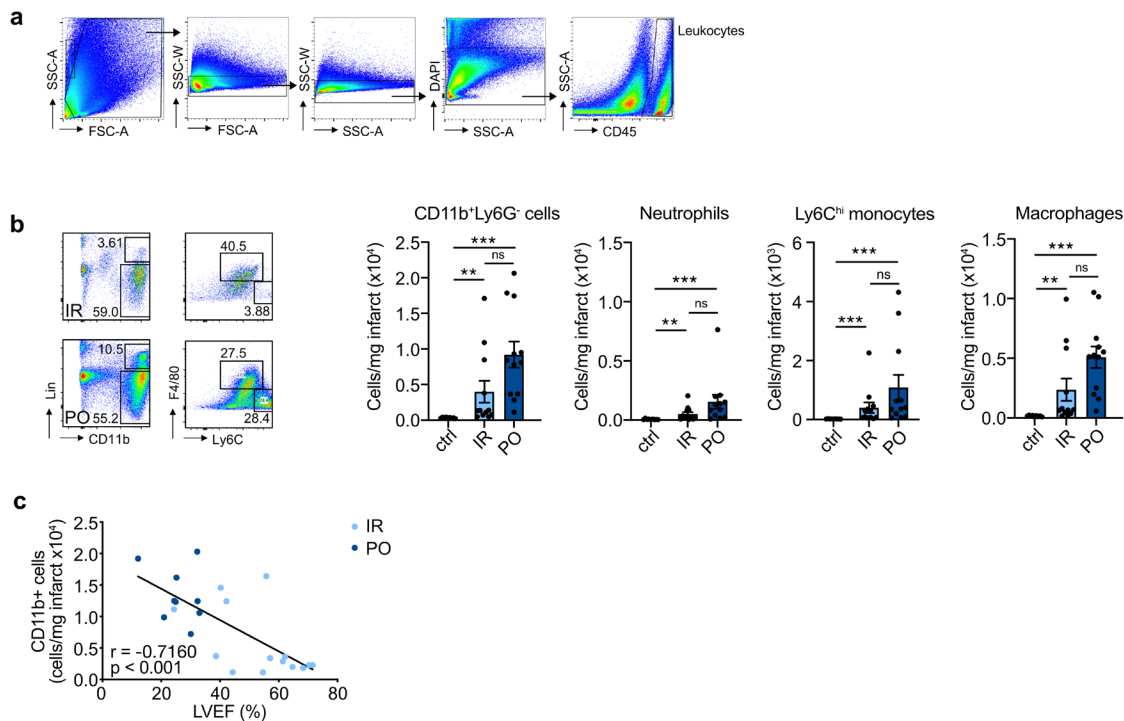 a
SSC-A
FSC-A
SSC-W
FSC-A
SSC-W
SSC-A
DAPI
SSC-A
SSC-A
CD45
Leukocytes
b
3.61
IR
59.0
40.5
3.88
10.5
PO
55.2
27.5
28.4
Lin
CD11b
F4/80
Ly6C
CD11b⁺Ly6G⁻ cells
Cells/mg infarct (x10⁴)
2.5
2.0
1.5
1.0
0.5
0.0
***
**
ns
ctrl
IR
PO
Neutrophils
Cells/mg infarct (x10⁴)
1.5
1.0
0.5
0.0
***
**
ns
ctrl
IR
PO
Ly6Cʰⁱ monocytes
Cells/mg infarct (x10³)
6
4
2
0
***
***
ns
ctrl
IR
PO
Macrophages
Cells/mg infarct (x10⁴)
1.5
1.0
0.5
0.0
***
**
ns
ctrl
IR
PO
c
CD11b+ cells
(cells/mg infarct x10⁴)
2.5
2.0
1.5
1.0
0.5
0.0
r = -0.7160
p < 0.001
0
20
40
60
80
LVEF (%)
IR
PO